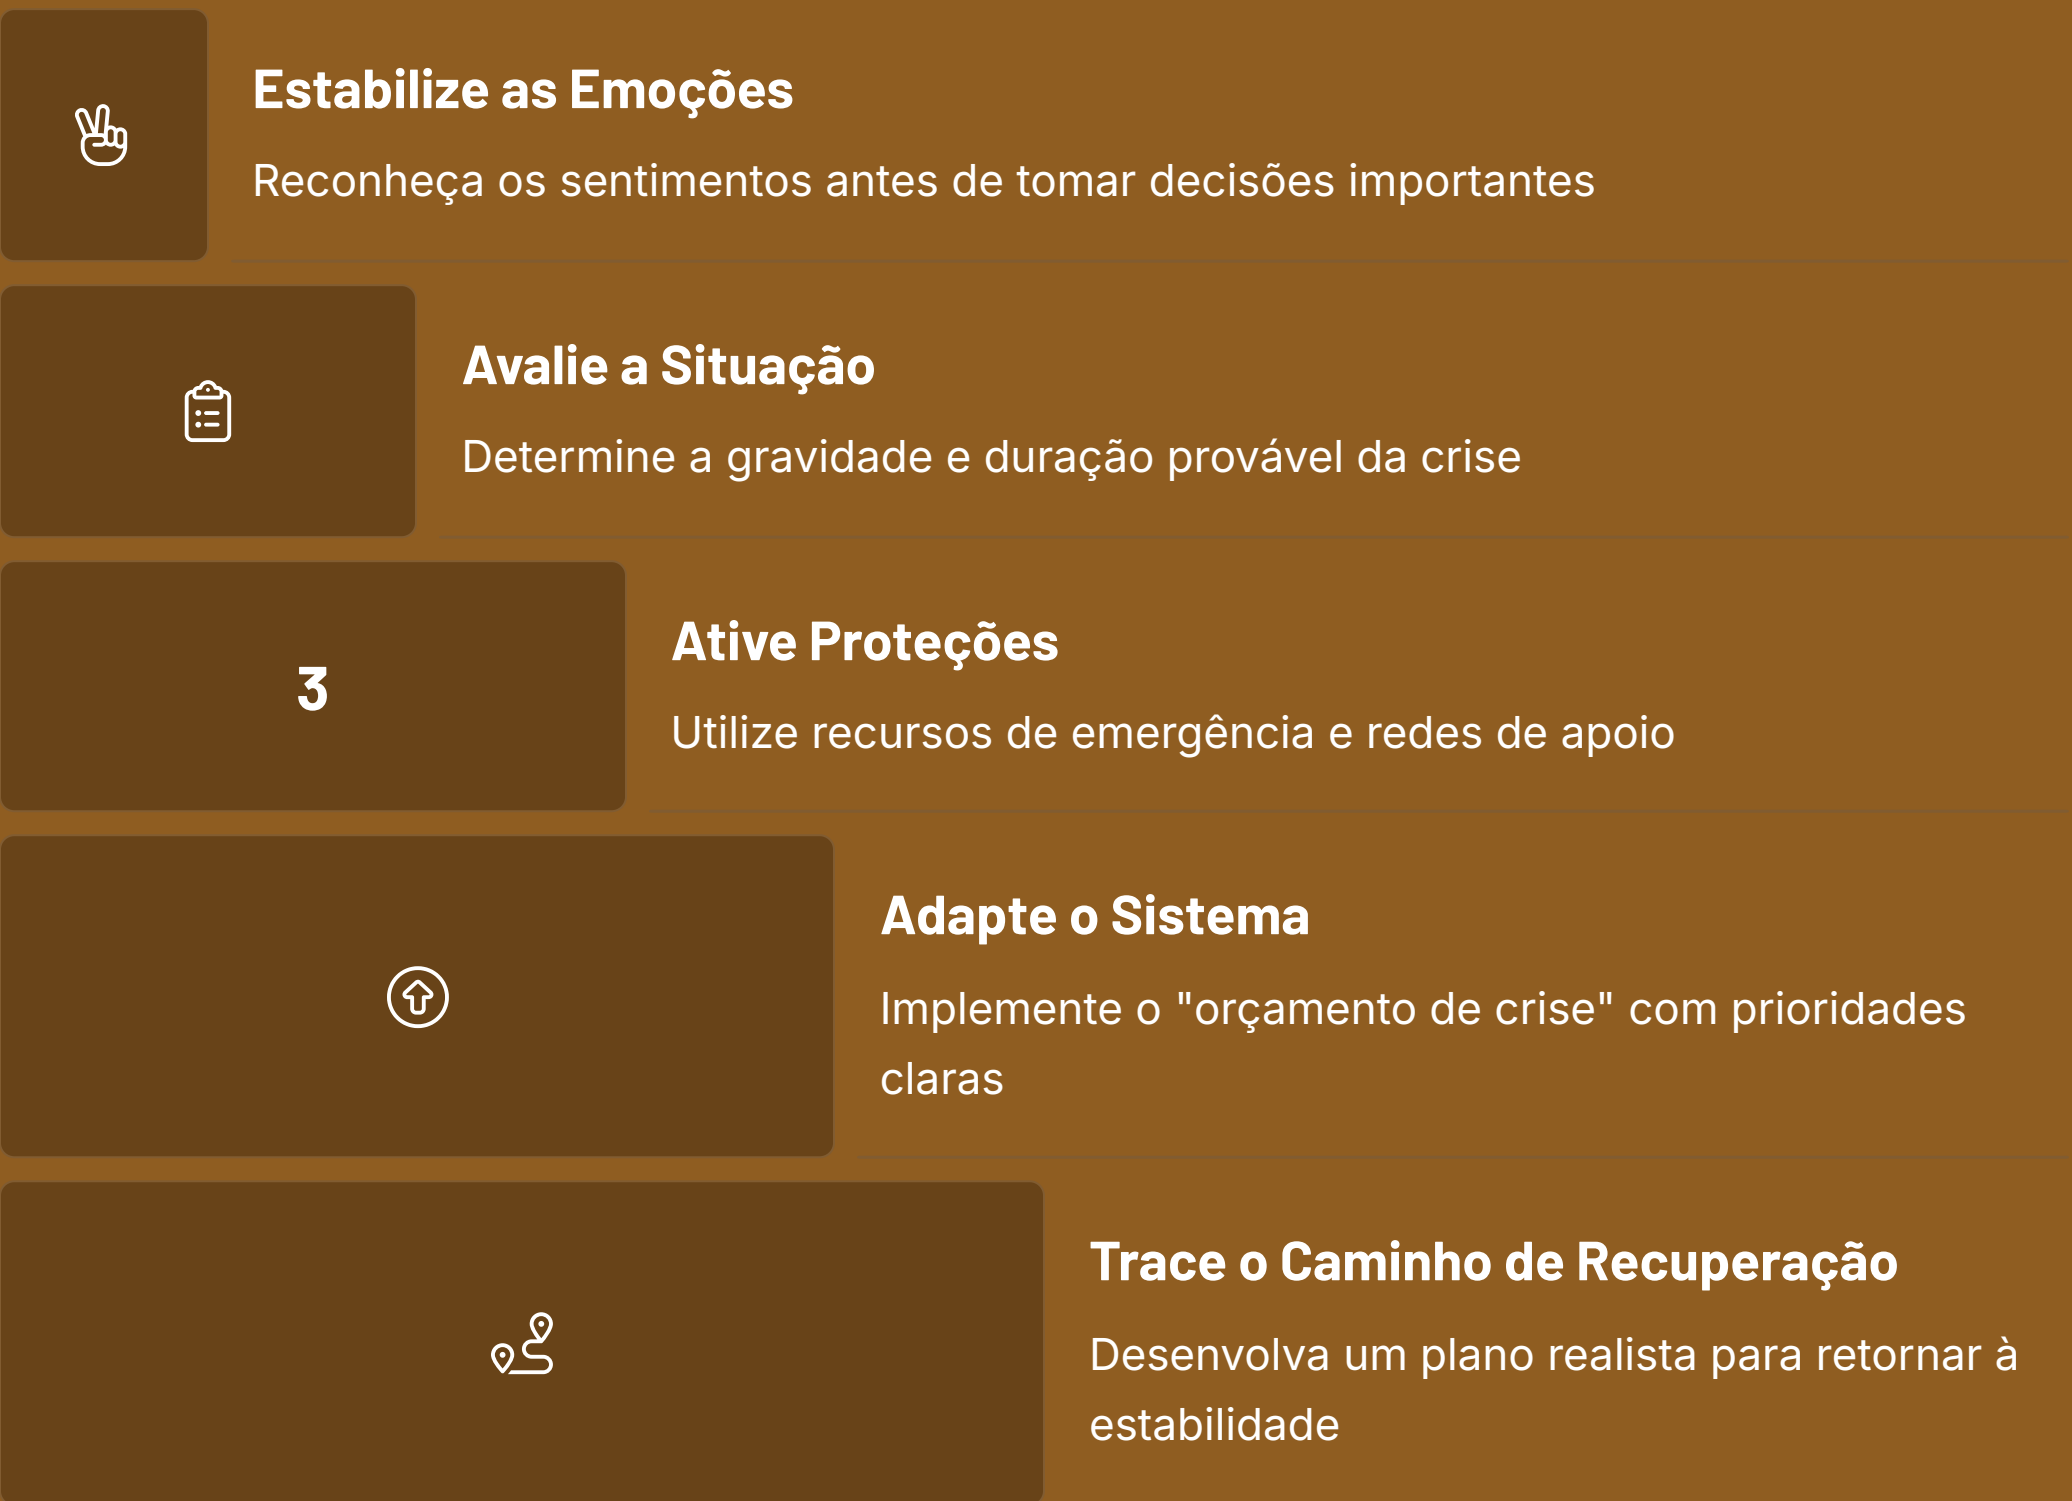 Estabilize as Emoções
Reconheça os sentimentos antes de tomar decisões importantes
Avalie a Situação
Determine a gravidade e duração provável da crise
3
Ative Proteções
Utilize recursos de emergência e redes de apoio
Adapte o Sistema
Implemente o "orçamento de crise" com prioridades
claras
Trace o Caminho de Recuperação
Desenvolva um plano realista para retornar à
estabilidade